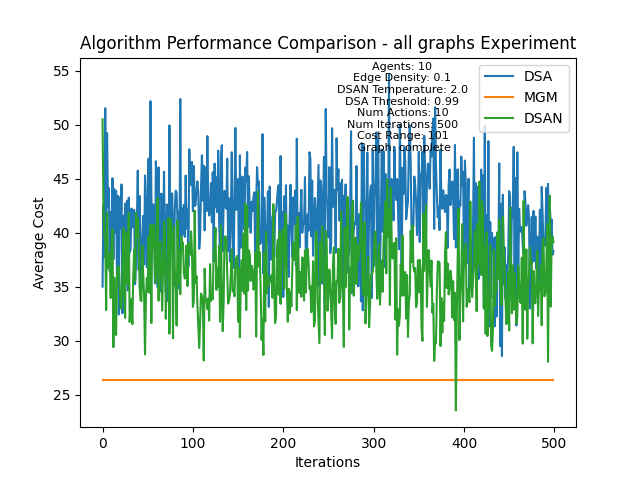 Algorithm Performance Comparison - all graphs Experiment
Agents: 10
Edge Density: 0.1
DSAN Temperature: 2.0
DSA Threshold: 0.99
Num Actions: 10
Num Iterations: 500
Cost Range: 101
Graph: complete
DSA
MGM
DSAN
Average Cost
55
50
45
40
35
30
25
0
100
200
300
400
500
Iterations